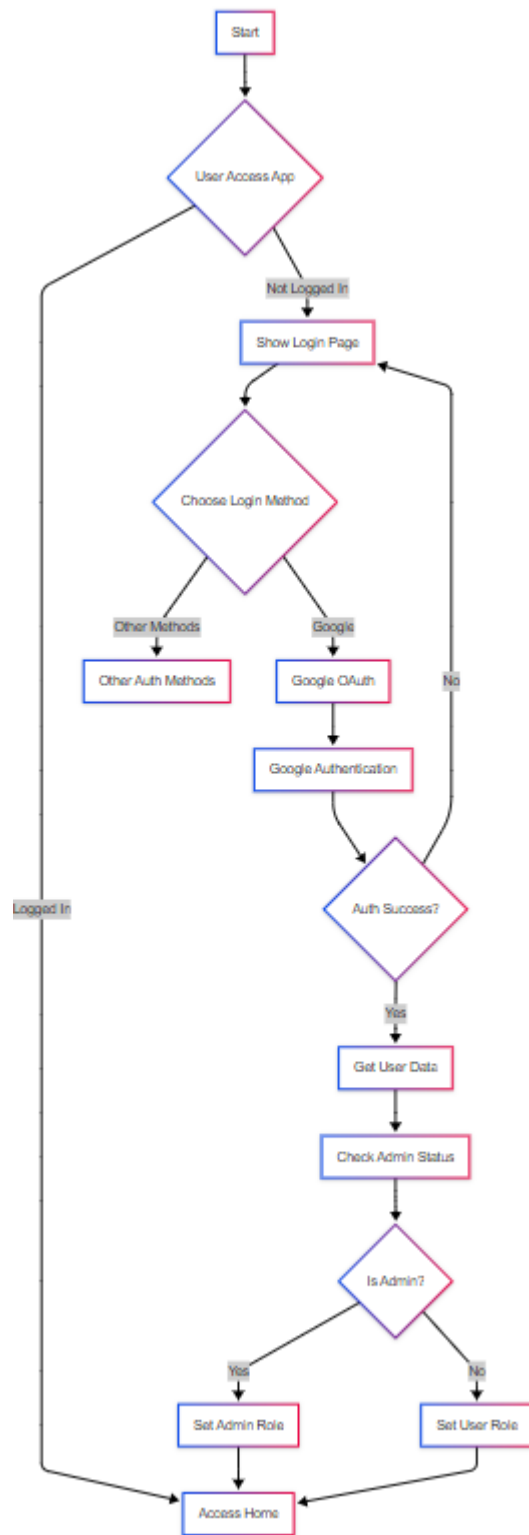 Start
User Access App
Not Logged In
Show Login Page
Choose Login Method
Other Methods
Google
Other Auth Methods
Google OAuth
No
Google Authentication
Logged In
Auth Success?
Yes
Get User Data
Check Admin Status
Is Admin?
Yes
No
Set Admin Role
Set User Role
Access Home